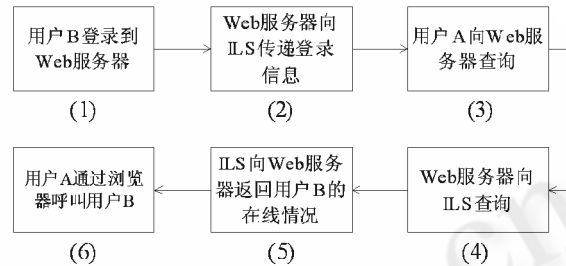 用户B登录到
Web服务器
(1)
Web服务器向
ILS传递登录
信息
(2)
用户A向Web服
务器查询
(3)
用户A通过浏览
器呼叫用户B
(6)
ILS向Web服务
器返回用户B的
在线情况
(5)
Web服务器向
ILS查询
(4)